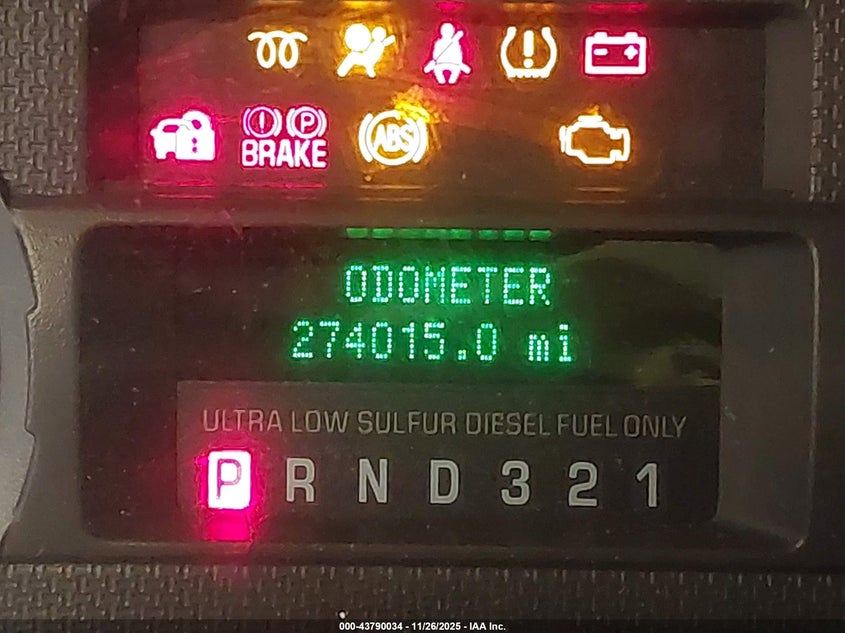 (!) (P)
BRAKE
ABS
ODOMETER
274015.0 mi
ULTRA LOW SULFUR DIESEL FUEL ONLY
P R N D 3 2 1
000-43790034 - 11/26/2025 - IAA Inc.